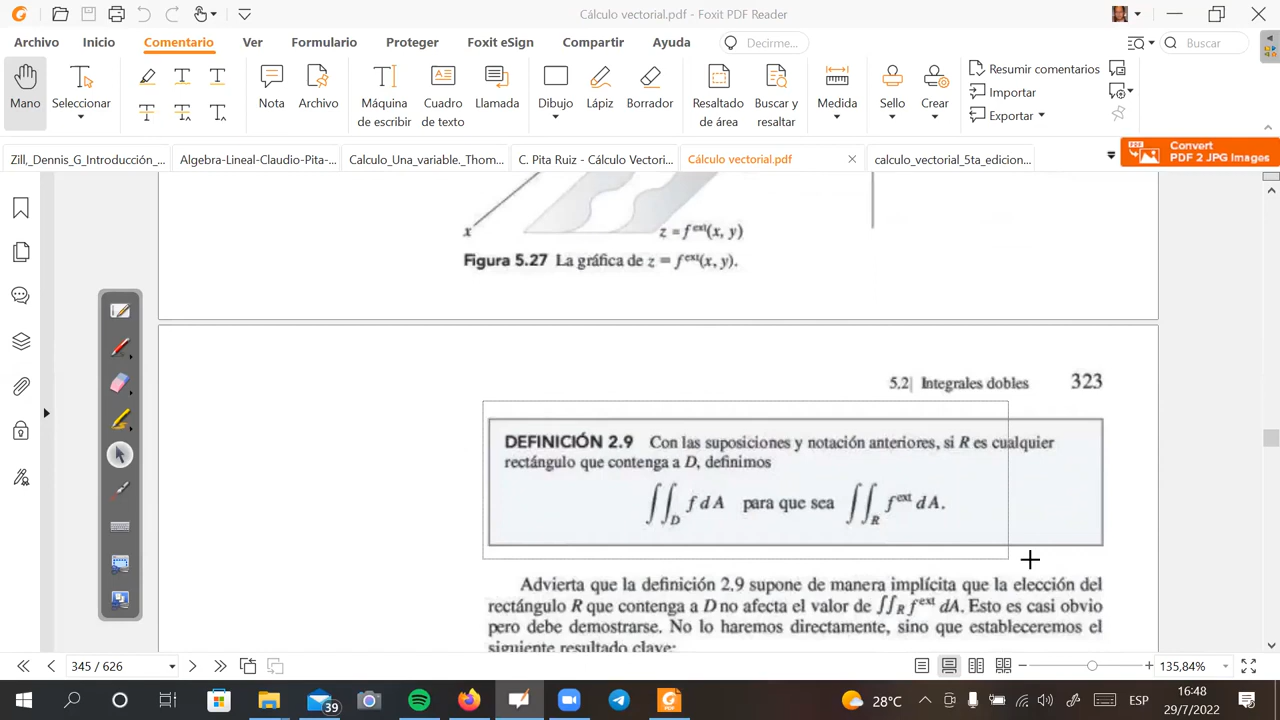 Cálculo vectorial.pdf - Foxit PDF Reader
Archivo Inicio Comentario Ver Formulario Proteger Foxit eSign Compartir Ayuda Decirme... Buscar
Mano Seleccionar Nota Archivo Máquina de escribir Cuadro de texto Llamada Dibujo Lápiz Borrador Resaltado de área Buscar y resaltar Medida Sello Crear
Resumir comentarios
Importar
Exportar
Zill,_Dennis_G_Introducción_... Algebra-Lineal-Claudio-Pita-... Calculo_Una_variable._Thom... C. Pita Ruiz - Cálculo Vectori... Cálculo vectorial.pdf calculo_vectorial_5ta_edicion...
Convert
PDF 2 JPG Images
x
z = f^ext(x, y)
Figura 5.27 La gráfica de z = f^ext(x, y).
5.2| Integrales dobles 323
DEFINICIÓN 2.9 Con las suposiciones y notación anteriores, si R es cualquier
rectángulo que contenga a D, definimos
∬_D f dA para que sea ∬_R f^ext dA.
Advierta que la definición 2.9 supone de manera implícita que la elección del
rectángulo R que contenga a D no afecta el valor de ∬_R f^ext dA. Esto es casi obvio
pero debe demostrarse. No lo haremos directamente, sino que estableceremos el
siguiente resultado clave:
345 / 626
135,84%
39
28°C
ESP
16:48
29/7/2022